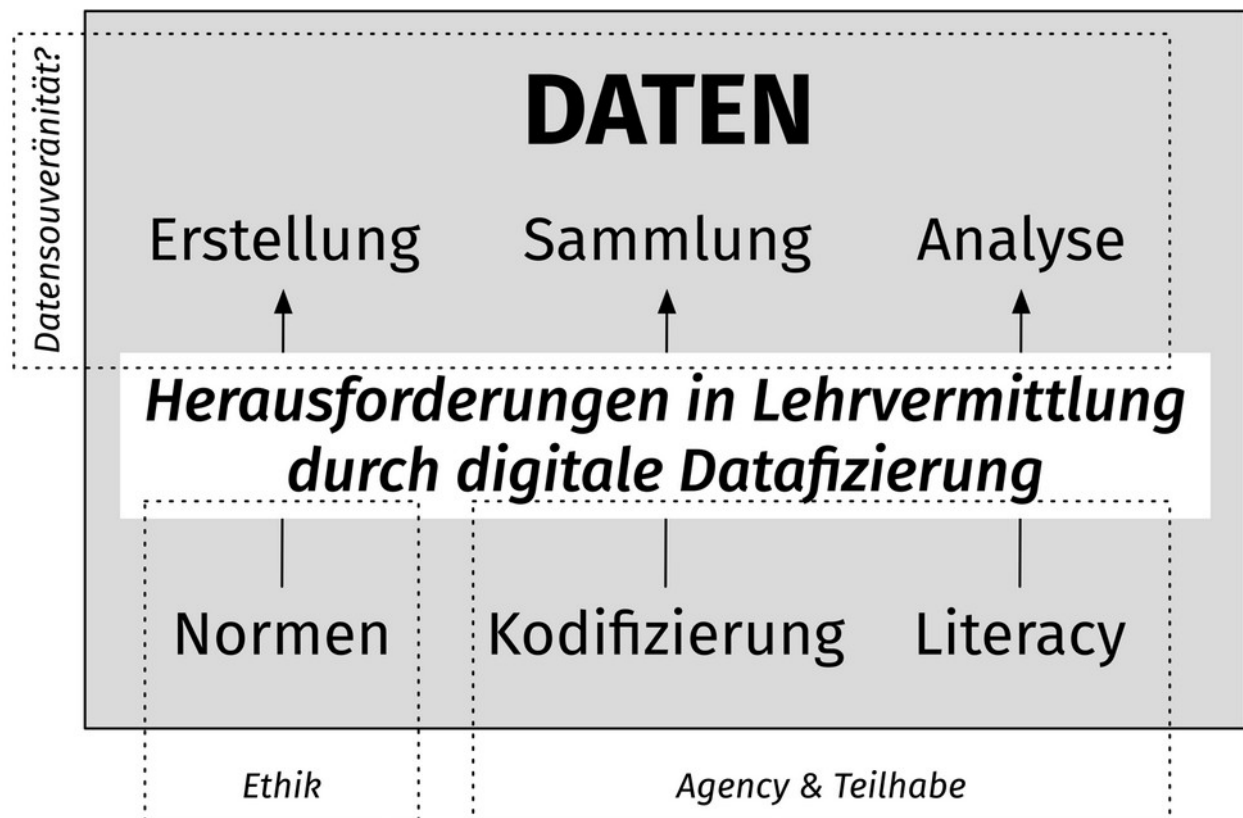 Datensouveränität?
DATEN
Erstellung
Sammlung
Analyse
Herausforderungen in Lehrvermittlung
durch digitale Datafizierung
Normen
Kodifizierung
Literacy
Ethik
Agency & Teilhabe